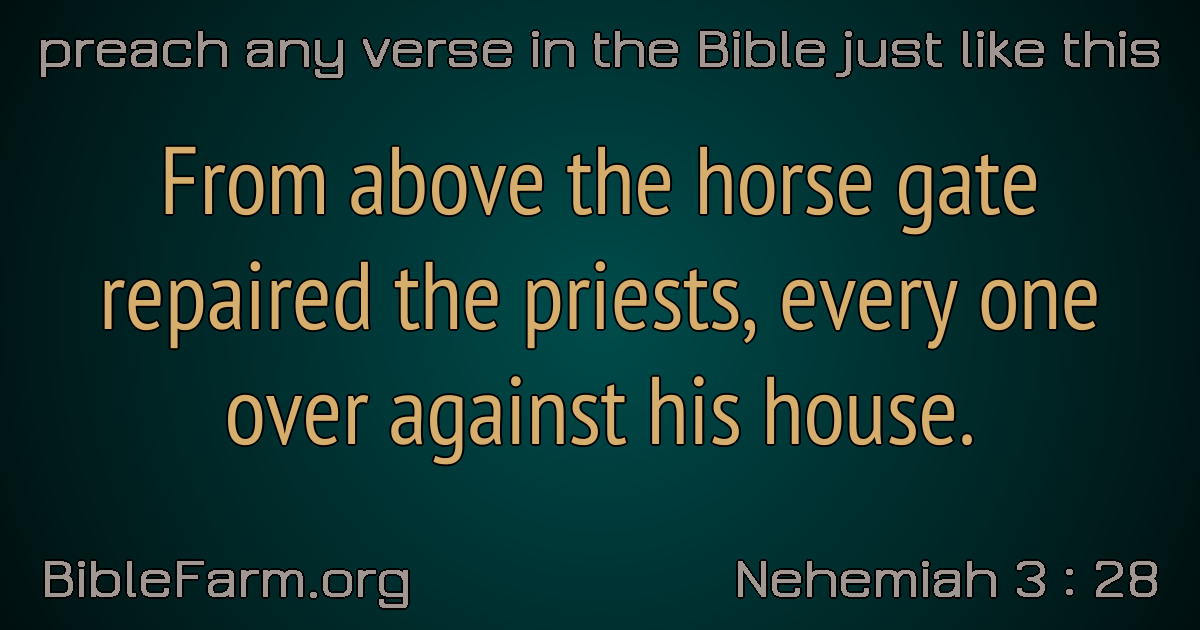 preach any verse in the Bible just like this
From above the horse gate
repaired the priests, every one
over against his house.
BibleFarm.org
Nehemiah 3 : 28